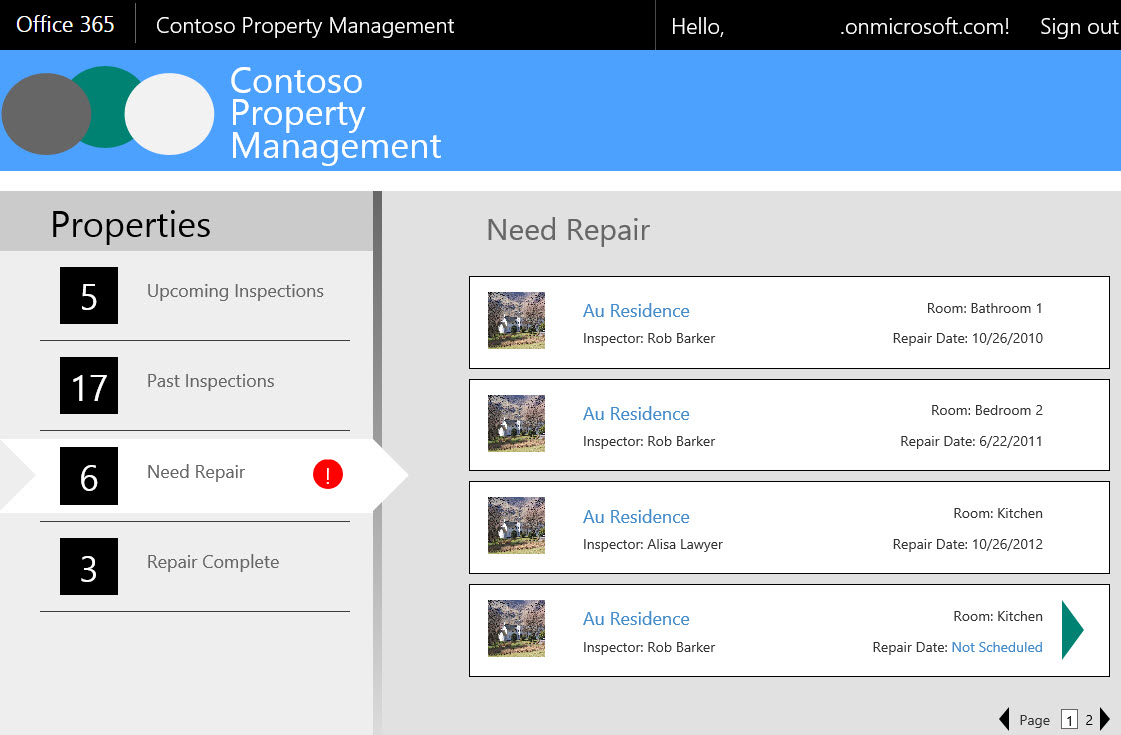 Office 365
Contoso Property Management
Hello, .onmicrosoft.com!
Sign out
Contoso
Property
Management
Properties
5 Upcoming Inspections
17 Past Inspections
6 Need Repair !
3 Repair Complete
Need Repair
Au Residence
Room: Bathroom 1
Inspector: Rob Barker
Repair Date: 10/26/2010
Au Residence
Room: Bedroom 2
Inspector: Rob Barker
Repair Date: 6/22/2011
Au Residence
Room: Kitchen
Inspector: Alisa Lawyer
Repair Date: 10/26/2012
Au Residence
Room: Kitchen
Inspector: Rob Barker
Repair Date: Not Scheduled
Page 1 2